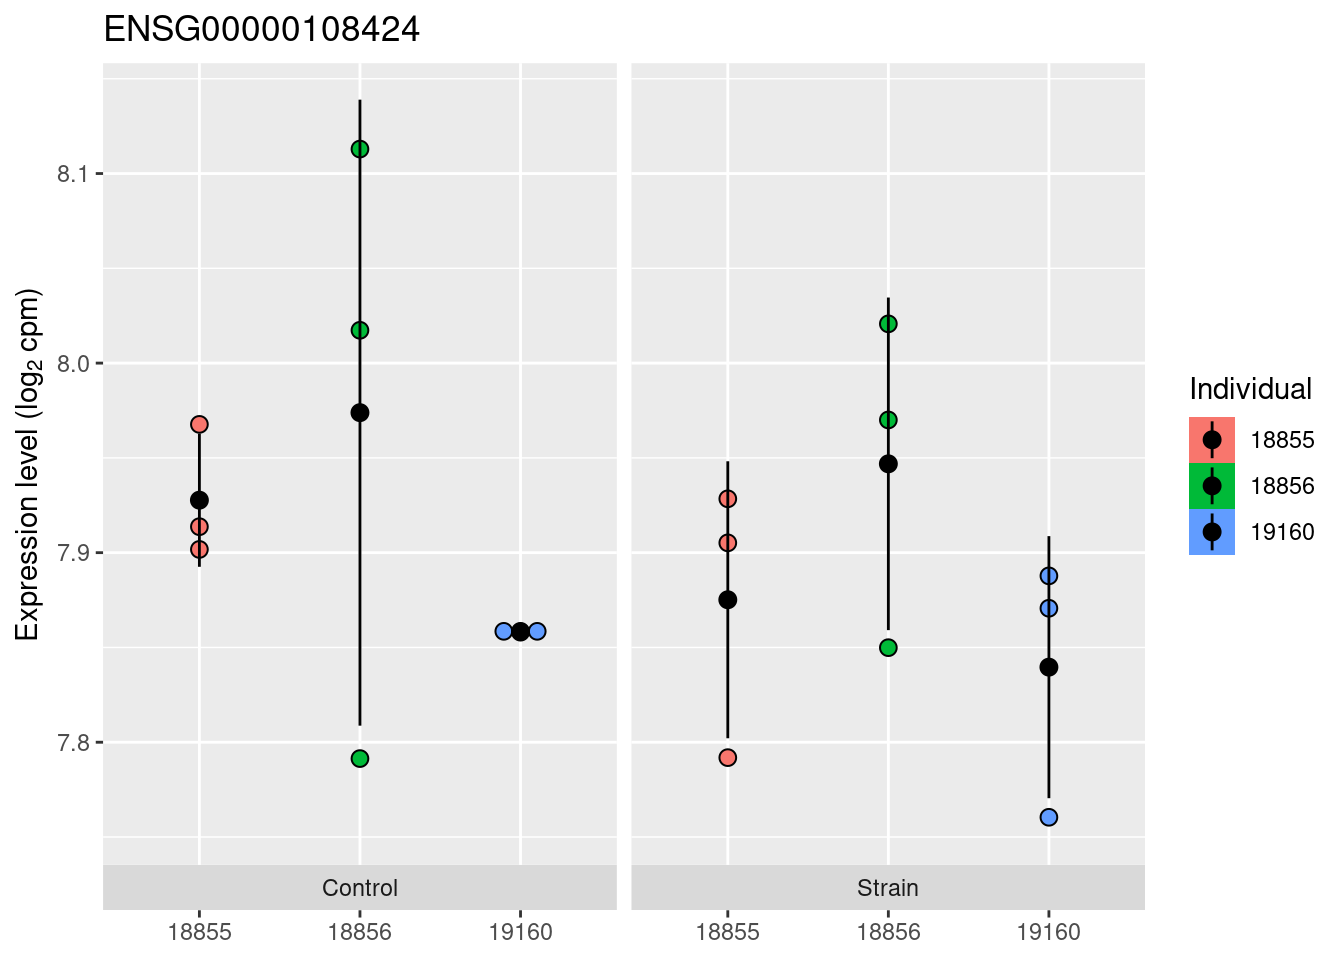 ENSG00000108424
Expression level (log₂ cpm)
8.1
8.0
7.9
7.8
Control
Strain
18855 18856 19160
18855 18856 19160
Individual
18855
18856
19160